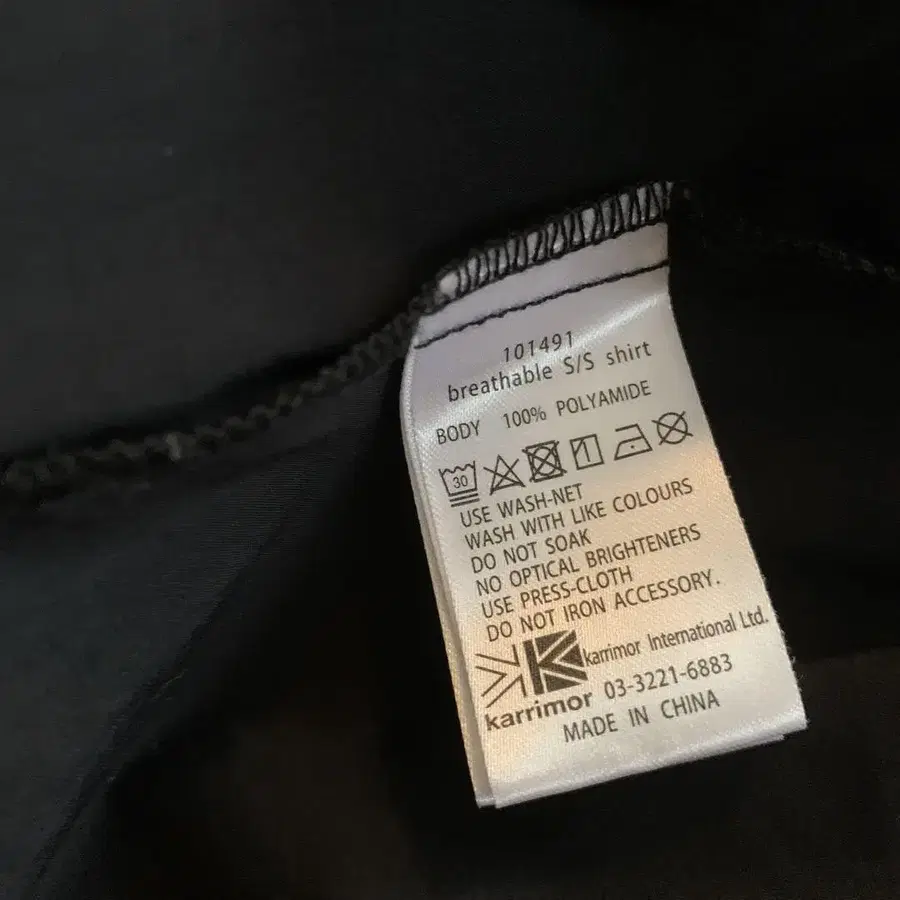 101491
breathable S/S shirt
BODY 100% POLYAMIDE
30
USE WASH-NET
WASH WITH LIKE COLOURS
DO NOT SOAK
NO OPTICAL BRIGHTENERS
USE PRESS-CLOTH
DO NOT IRON ACCESSORY.
karrimor International Ltd.
karrimor 03-3221-6883
MADE IN CHINA